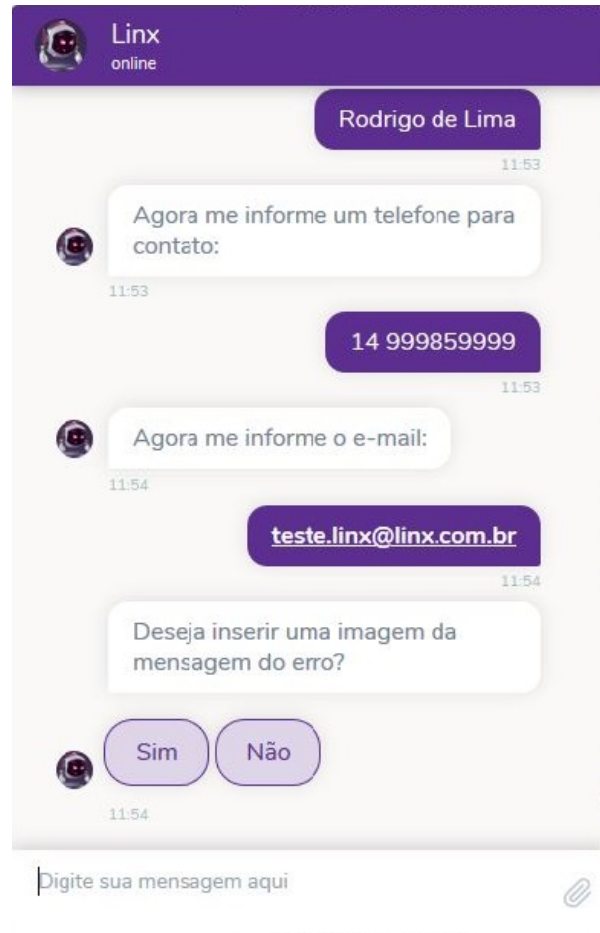 Linx
online
Rodrigo de Lima
11:53
Agora me informe um telefone para
contato:
11:53
14 999859999
11:53
Agora me informe o e-mail:
11:54
teste.linx@linx.com.br
11:54
Deseja inserir uma imagem da
mensagem do erro?
Sim Não
11:54
Digite sua mensagem aqui